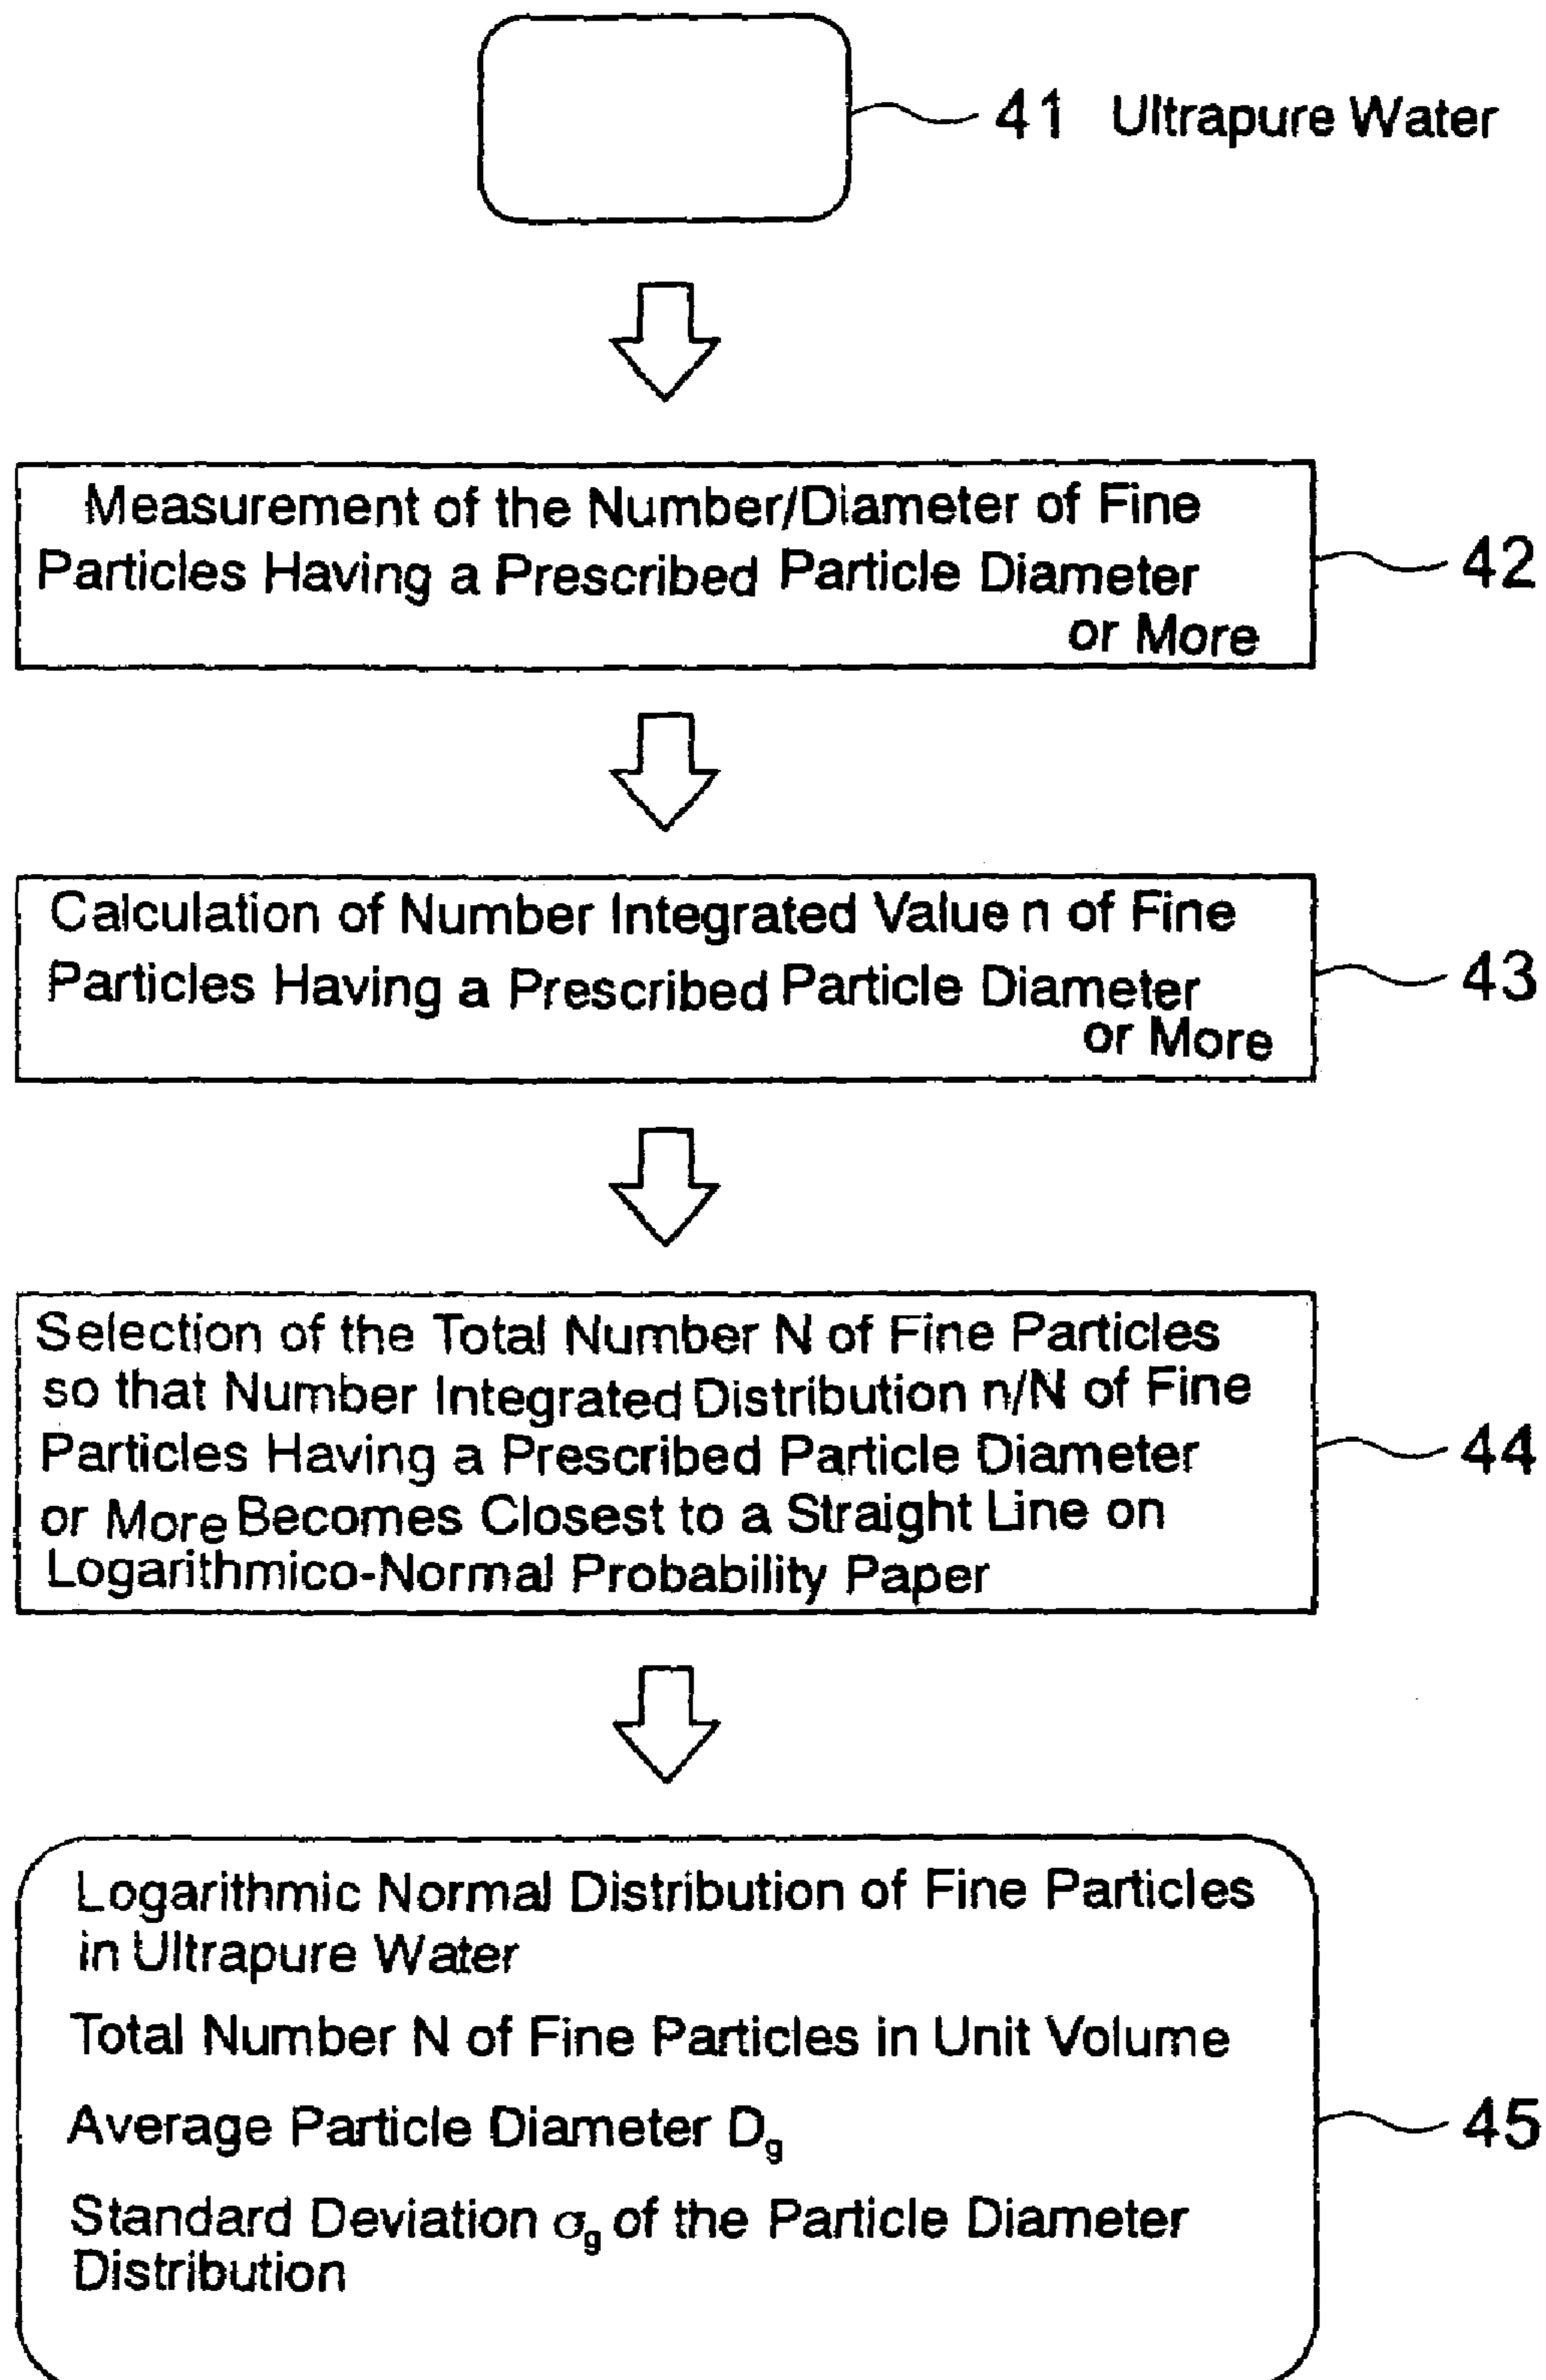 41 Ultrapure Water
Measurement of the Number/Diameter of Fine
Particles Having a Prescribed Particle Diameter
or More
42
Calculation of Number Integrated Value n of Fine
Particles Having a Prescribed Particle Diameter
or More
43
Selection of the Total Number N of Fine Particles
so that Number Integrated Distribution n/N of Fine
Particles Having a Prescribed Particle Diameter
or More Becomes Closest to a Straight Line on
Logarithmico-Normal Probability Paper
44
Logarithmic Normal Distribution of Fine Particles
in Ultrapure Water
Total Number N of Fine Particles in Unit Volume
Average Particle Diameter Dg
Standard Deviation σg of the Particle Diameter
Distribution
45